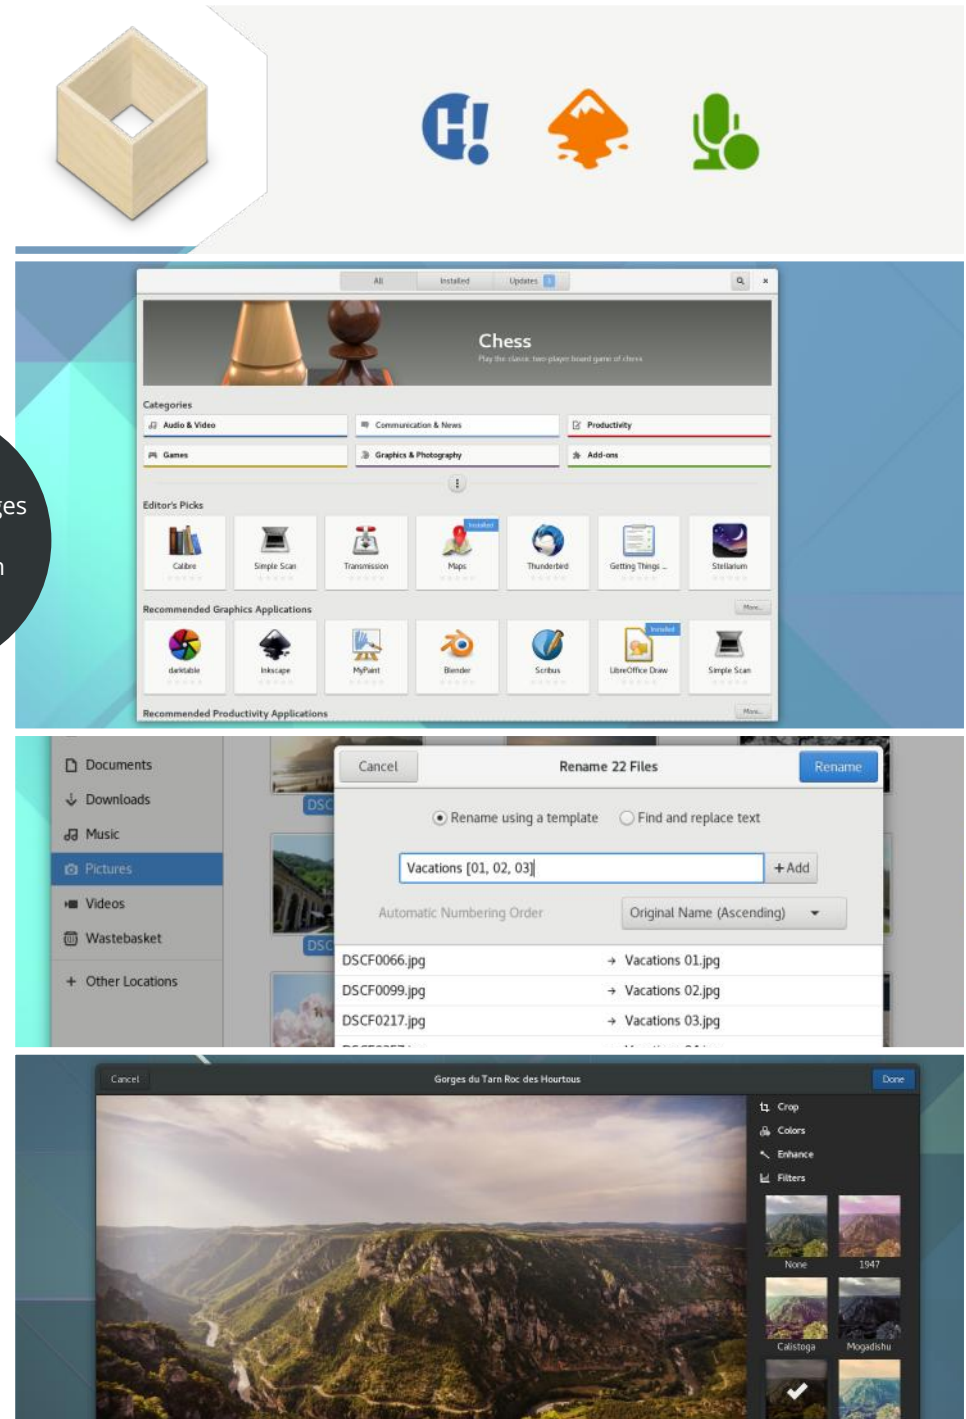 H!
All Installed Updates
Chess
Play the classic two-player board game of chess
Categories
Audio & Video Communication & News Productivity
Games Graphics & Photography Add-ons
Editor's Picks
Installed
Calibre Simple Scan Transmission Maps Thunderbird Getting Things ... Stellarium
Recommended Graphics Applications More...
Installed
darktable Inkscape MyPaint Blender Scribus LibreOffice Draw Simple Scan
Recommended Productivity Applications More...
ges
n
Documents
Downloads
Music
Pictures
Videos
Wastebasket
+ Other Locations
DSC
DSC
Cancel Rename 22 Files Rename
Rename using a template Find and replace text
Vacations [01, 02, 03] +Add
Automatic Numbering Order Original Name (Ascending)
DSCF0066.jpg → Vacations 01.jpg
DSCF0099.jpg → Vacations 02.jpg
DSCF0217.jpg → Vacations 03.jpg
Cancel Gorges du Tarn Roc des Hourtous Done
Crop
Colors
Enhance
Filters
None 1947
Calistoga Mogadishu